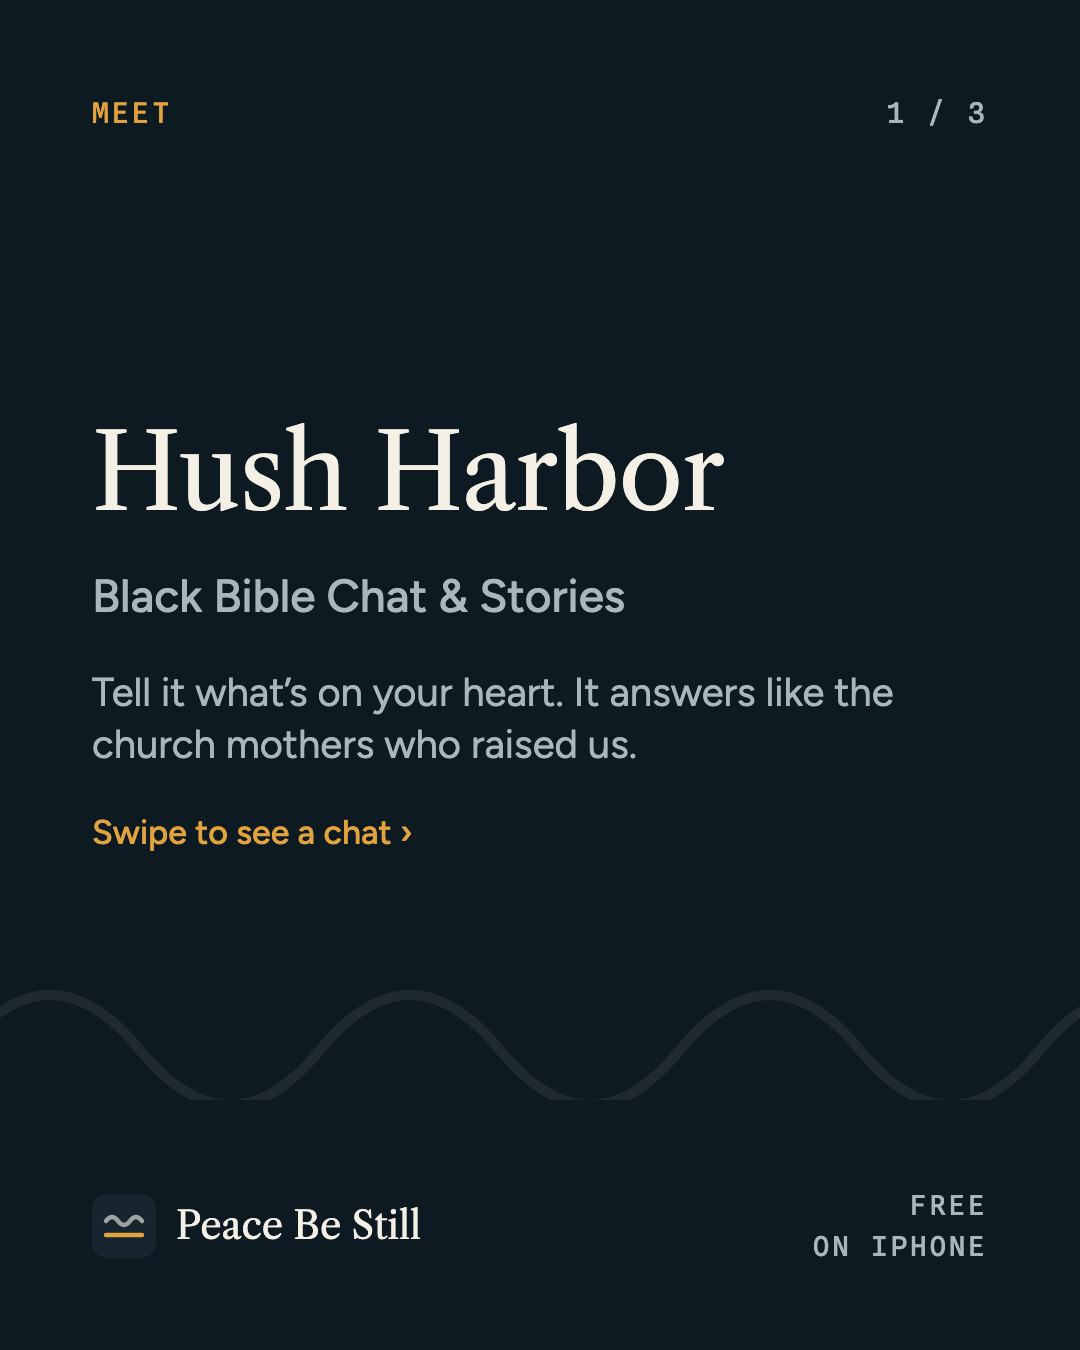 MEET
1 / 3
Hush Harbor
Black Bible Chat & Stories
Tell it what’s on your heart. It answers like the
church mothers who raised us.
Swipe to see a chat ›
Peace Be Still
FREE
ON IPHONE